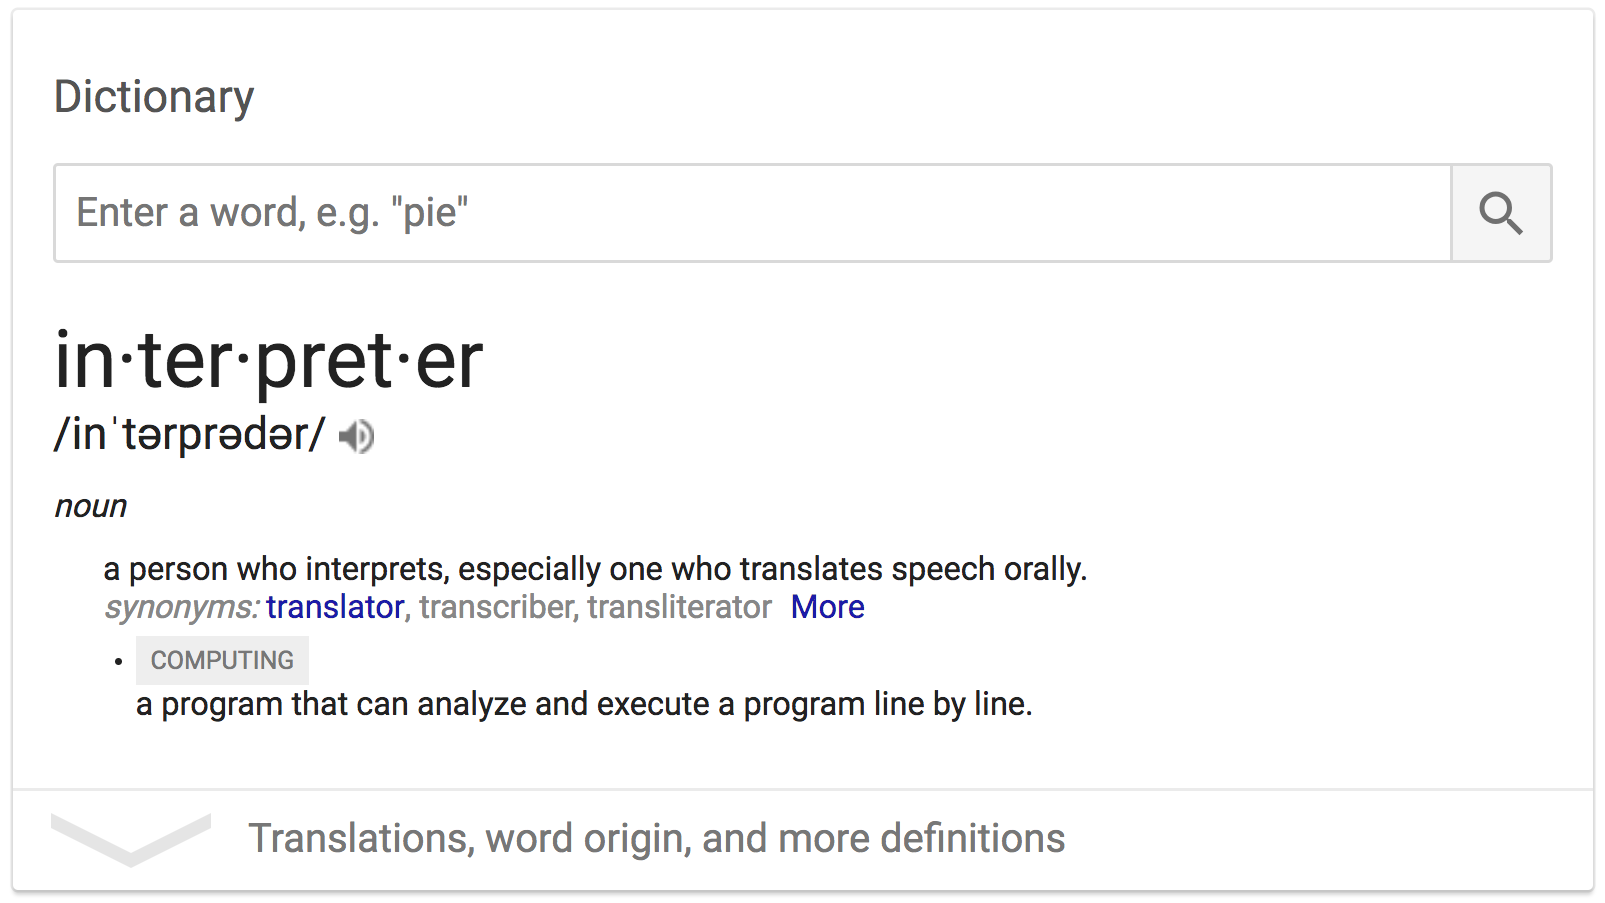 Dictionary
Enter a word, e.g. "pie"
in·ter·pret·er
/inˈtərprədər/
noun
a person who interprets, especially one who translates speech orally.
synonyms: translator, transcriber, transliterator More
• COMPUTING
a program that can analyze and execute a program line by line.
Translations, word origin, and more definitions